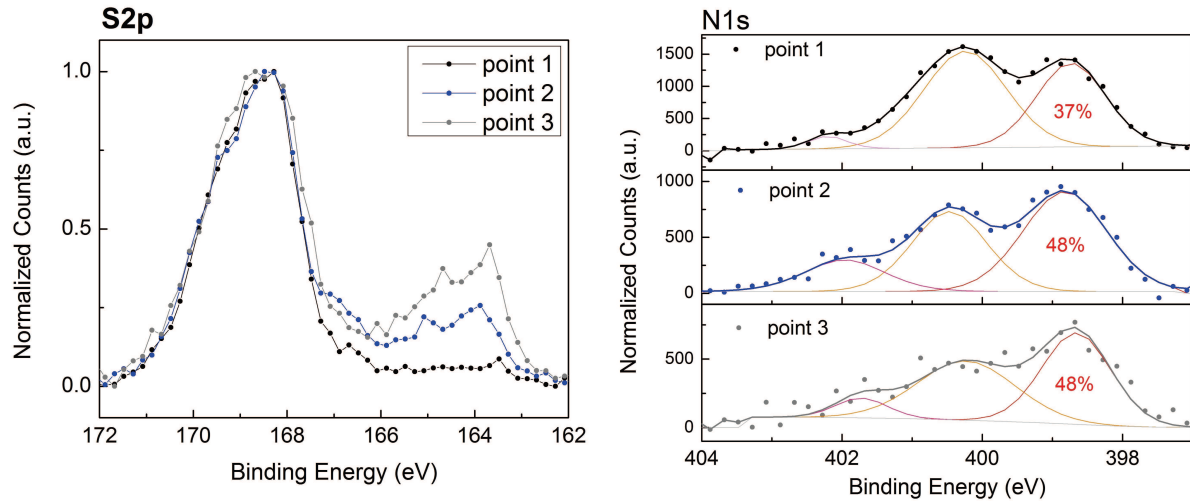 S2p
point 1
point 2
point 3
Normalized Counts (a.u.)
1.0
0.5
0.0
172
170
168
166
164
162
Binding Energy (eV)
N1s
point 1
37%
1500
1000
500
0
point 2
48%
1000
500
0
point 3
48%
500
0
Normalized Counts (a.u.)
404
402
400
398
Binding Energy (eV)